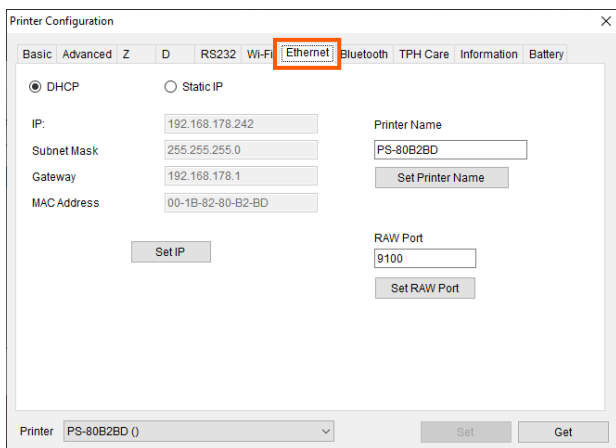 Printer Configuration
Basic Advanced Z D RS232 Wi-Fi Ethernet Bluetooth TPH Care Information Battery
DHCP Static IP
IP: 192.168.178.242 Printer Name
Subnet Mask 255.255.255.0 PS-80B2BD
Gateway 192.168.178.1 Set Printer Name
MAC Address 00-1B-82-80-B2-BD
RAW Port
Set IP 9100
Set RAW Port
Printer PS-80B2BD () Set Get